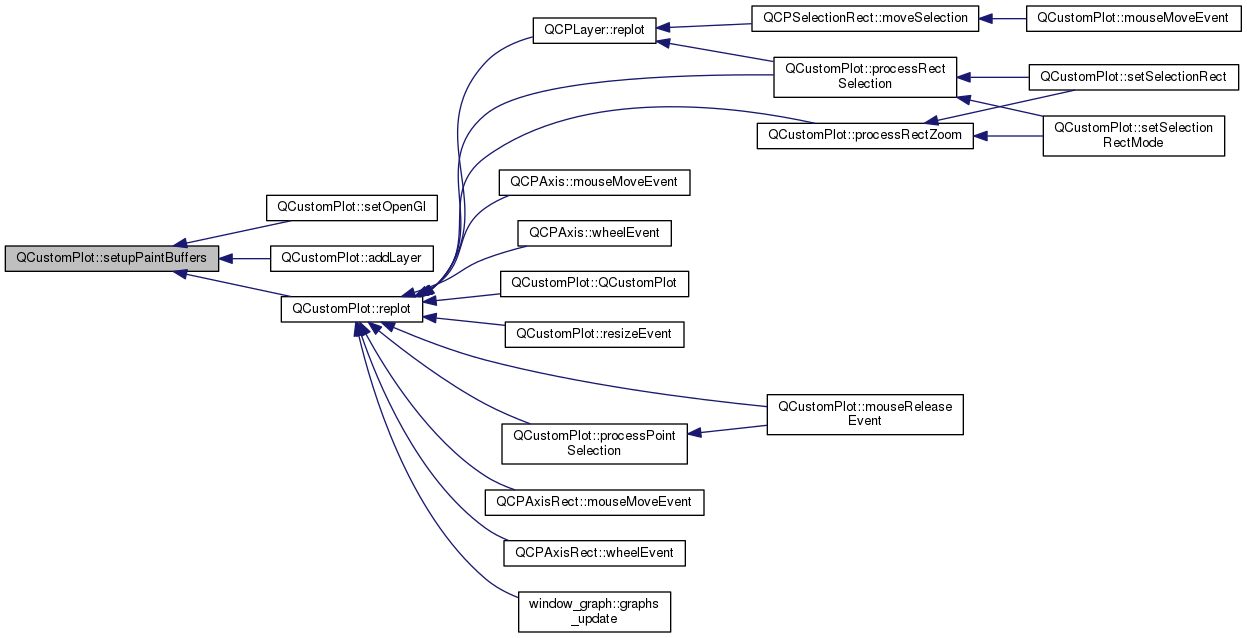 QCPLayer::replot
QCPSelectionRect::moveSelection
QCustomPlot::mouseMoveEvent
QCustomPlot::processRect
Selection
QCustomPlot::setSelectionRect
QCustomPlot::processRectZoom
QCustomPlot::setSelection
RectMode
QCPAxis::mouseMoveEvent
QCustomPlot::setOpenGl
QCPAxis::wheelEvent
QCustomPlot::setupPaintBuffers
QCustomPlot::addLayer
QCustomPlot::QCustomPlot
QCustomPlot::replot
QCustomPlot::resizeEvent
QCustomPlot::mouseRelease
Event
QCustomPlot::processPoint
Selection
QCPAxisRect::mouseMoveEvent
QCPAxisRect::wheelEvent
window_graph::graphs
_update